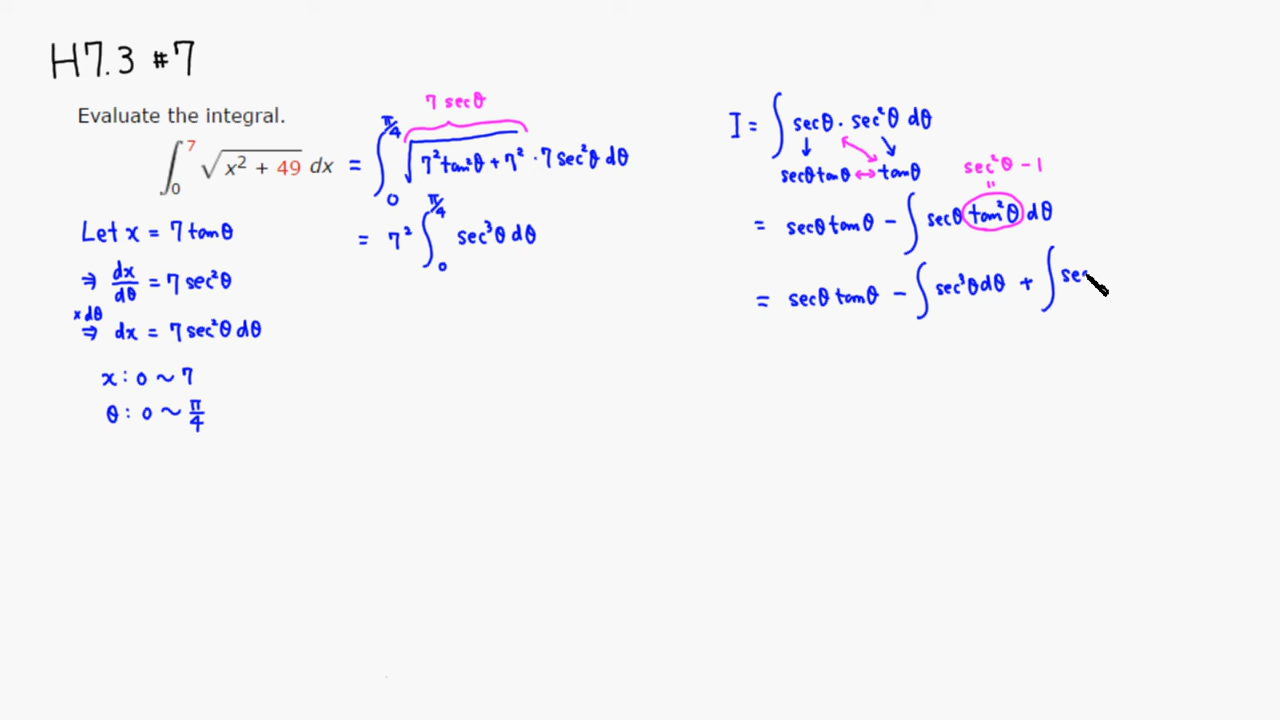 H7.3 #7
Evaluate the integral.
∫₀⁷ √(x² + 49) dx = ∫₀^(π/4) √(7²tan²θ + 7²) · 7 sec²θ dθ
7 secθ
= 7² ∫₀^(π/4) sec³θ dθ
Let x = 7 tanθ
⇒ dx/dθ = 7 sec²θ
×dθ
⇒ dx = 7 sec²θ dθ
x : 0 ~ 7
θ : 0 ~ π/4
I = ∫ secθ · sec²θ dθ
↓ ↘
secθ tanθ ↔ tanθ
sec²θ - 1
"
= secθ tanθ - ∫ secθ tan²θ dθ
= secθ tanθ - ∫ sec³θ dθ + ∫ sec